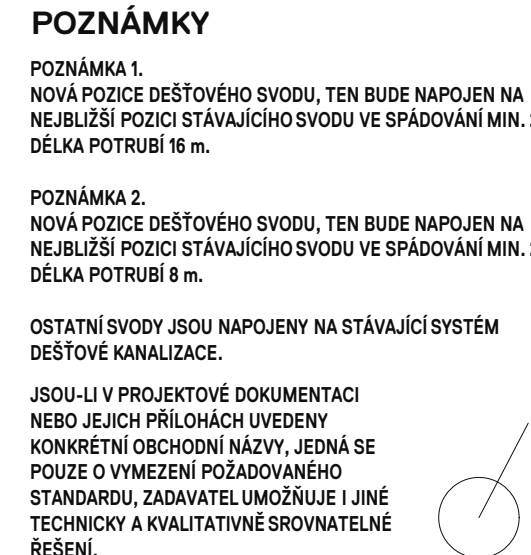 POZNÁMKY
POZNÁMKA 1.
NOVÁ POZICE DEŠŤOVÉHO SVODU, TEN BUDE NAPOJEN NA
NEJBLIŽŠÍ POZICI STÁVAJÍCÍHO SVODU VE SPÁDOVÁNÍ MIN.
DÉLKA POTRUBÍ 16 m.
POZNÁMKA 2.
NOVÁ POZICE DEŠŤOVÉHO SVODU, TEN BUDE NAPOJEN NA
NEJBLIŽŠÍ POZICI STÁVAJÍCÍHO SVODU VE SPÁDOVÁNÍ MIN.
DÉLKA POTRUBÍ 8 m.
OSTATNÍ SVODY JSOU NAPOJENY NA STÁVAJÍCÍ SYSTÉM
DEŠŤOVÉ KANALIZACE.
JSOU-LI V PROJEKTOVÉ DOKUMENTACI
NEBO JEJICH PŘÍLOHÁCH UVEDENY
KONKRÉTNÍ OBCHODNÍ NÁZVY, JEDNÁ SE
POUZE O VYMEZENÍ POŽADOVANÉHO
STANDARDU, ZADAVATEL UMOŽŇUJE I JINÉ
TECHNICKY A KVALITATIVNĚ SROVNATELNÉ
ŘEŠENÍ.